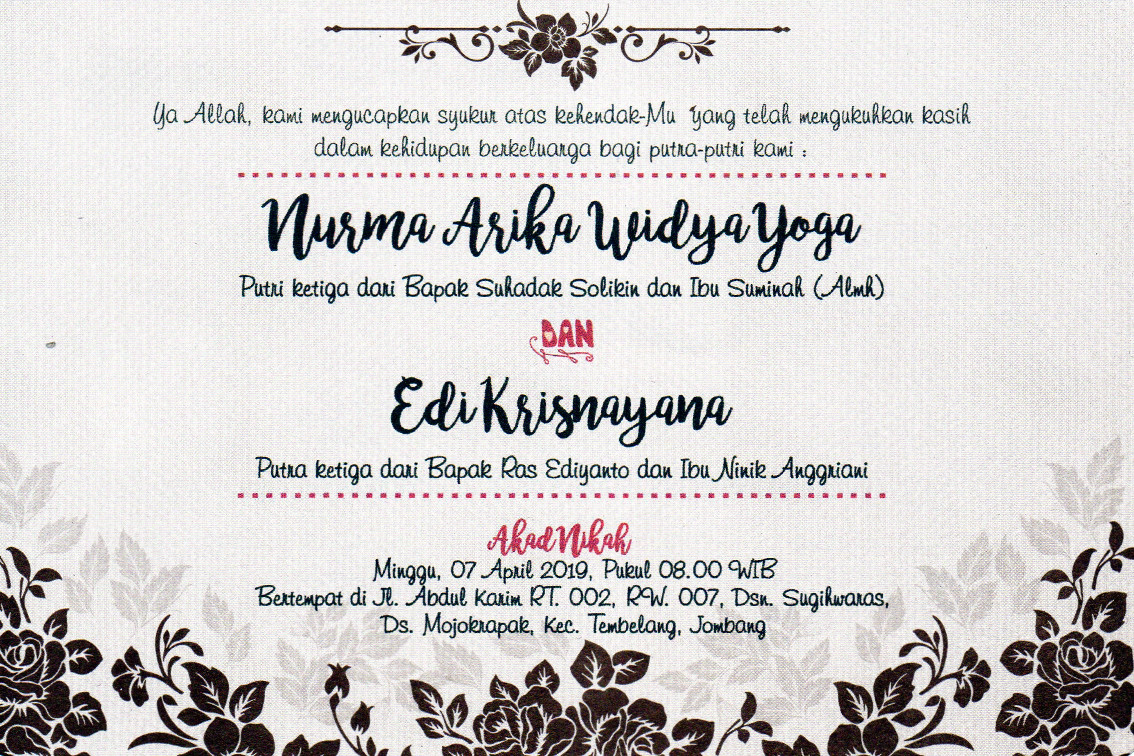 Ya Allah, kami mengucapkan syukur atas kehendak-Mu yang telah mengukuhkan kasih
dalam kehidupan berkeluarga bagi putra-putri kami :
Nurma Arika Widya Yoga
Putri ketiga dari Bapak Suhadak Solikin dan Ibu Suminah (Almh)
DAN
Edi Krisnayana
Putra ketiga dari Bapak Ras Ediyanto dan Ibu Ninik Anggriani
Akad Nikah
Minggu, 07 April 2019, Pukul 08.00 WIB
Bertempat di Jl. Abdul Karim RT. 002, RW. 007, Dsn. Sugihwaras,
Ds. Mojokrapak, Kec. Tembelang, Jombang